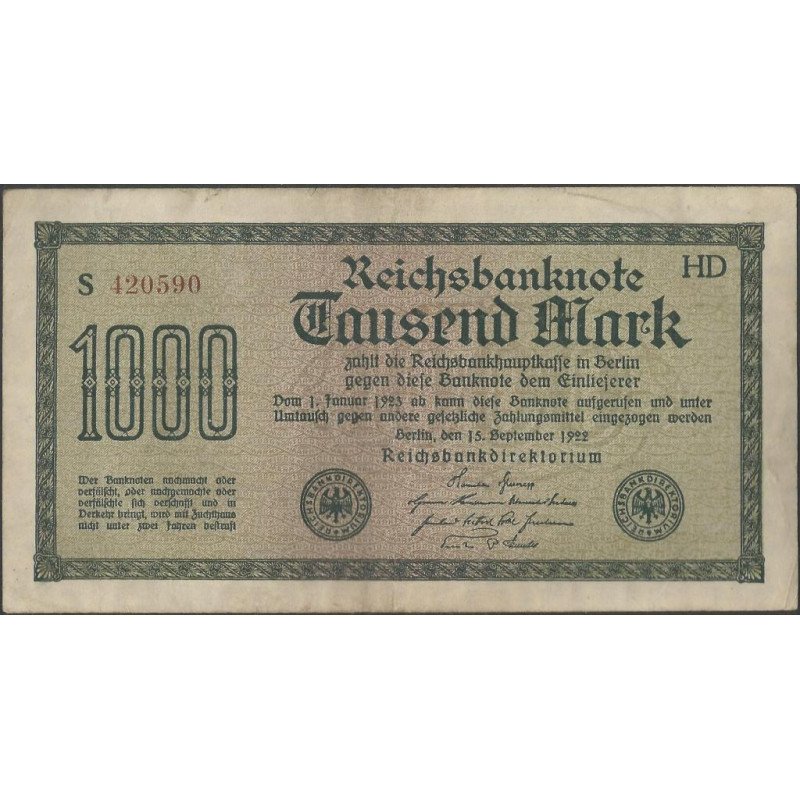 S 420590
HD
Reichsbanknote
1000
Tausend Mark
zahlt die Reichsbankhauptkasse in Berlin
gegen diese Banknote dem Einlieferer
Vom 1. Januar 1923 ab kann diese Banknote aufgerufen und unter
Umtausch gegen andere gesetzliche Zahlungsmittel eingezogen werden
Berlin, den 15. September 1922
Reichsbankdirektorium
Wer Banknoten nachmacht oder
verfälscht, oder nachgemachte oder
verfälschte sich verschafft und in
Verkehr bringt, wird mit Zuchthaus
nicht unter zwei Jahren bestraft
REICHSBANKDIREKTORIUM
REICHSBANKDIREKTORIUM